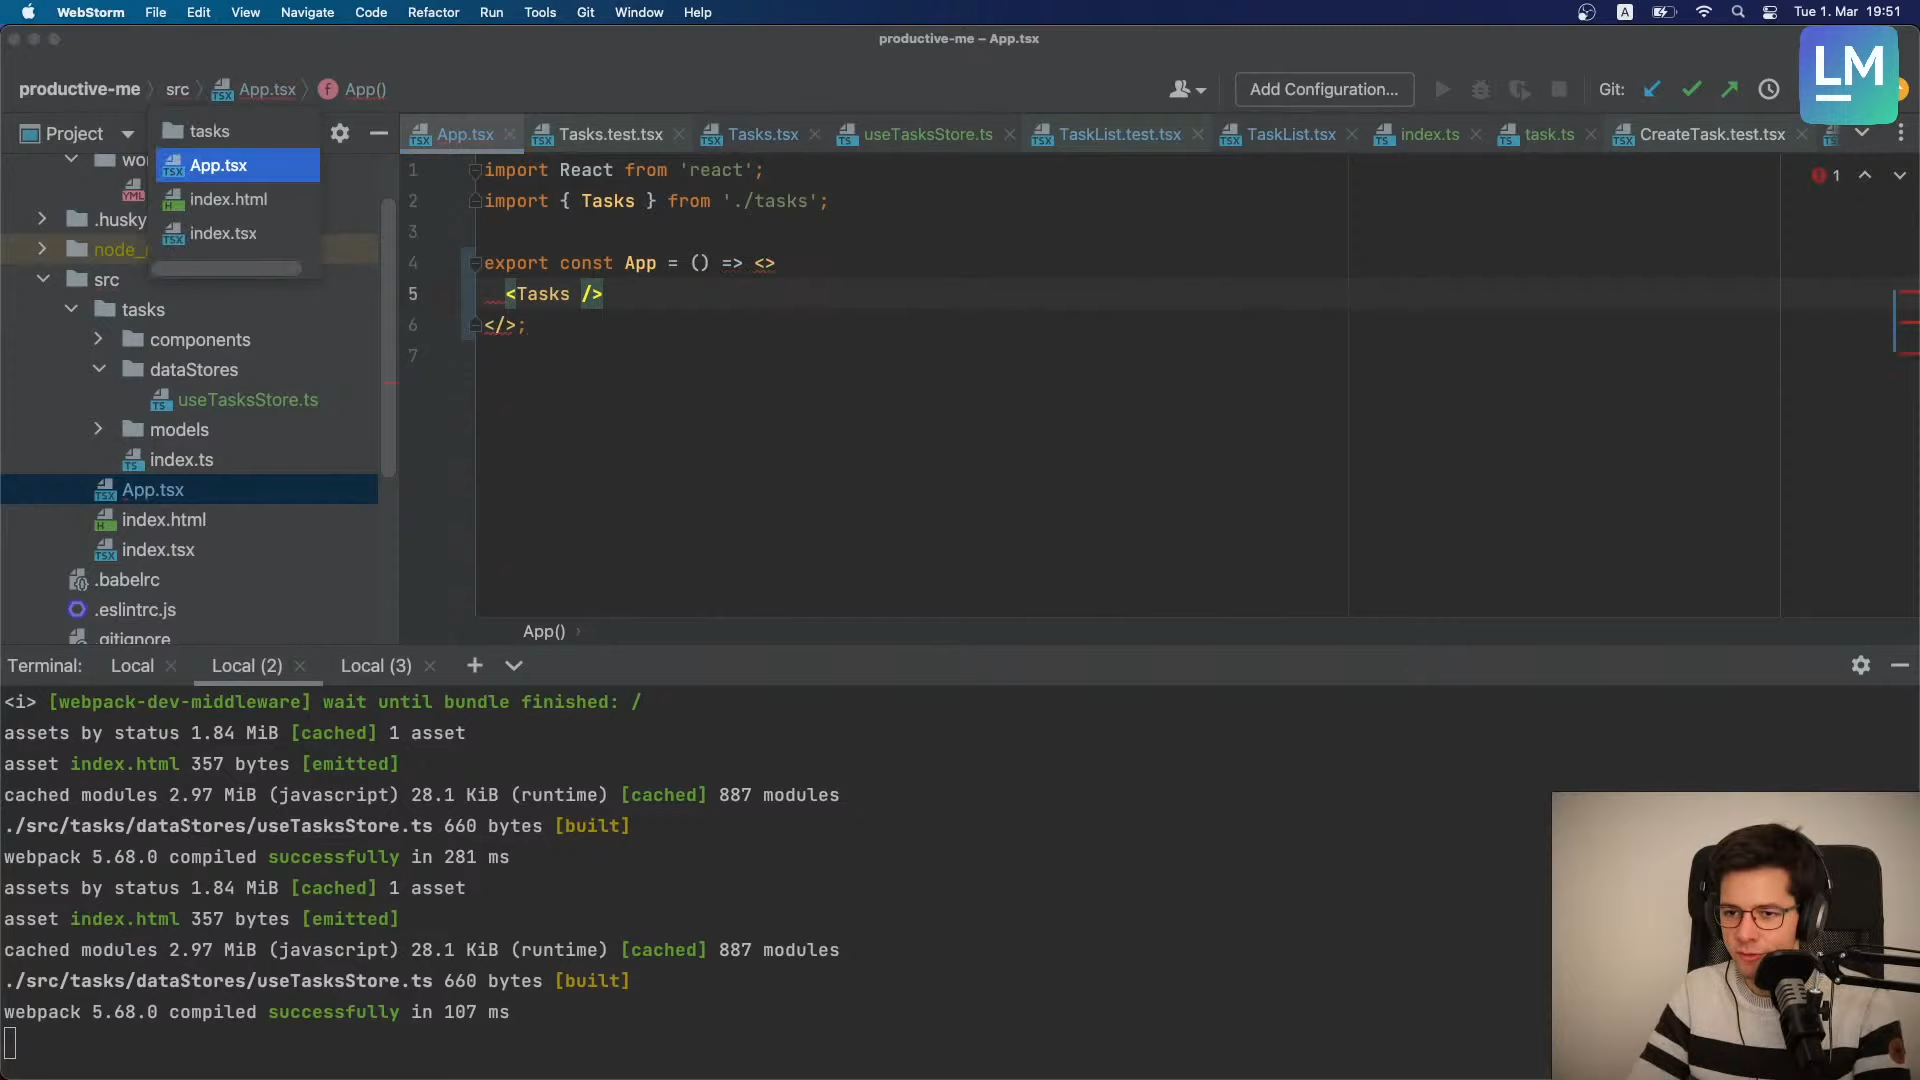 WebStorm File Edit View Navigate Code Refactor Run Tools Git Window Help A Tue 1. Mar 19:51
productive-me – App.tsx
LM
productive-me src App.tsx App() Add Configuration... Git:
Project
tasks
App.tsx
index.html
index.tsx
.husky
src
tasks
components
dataStores
useTasksStore.ts
models
index.ts
App.tsx
index.html
index.tsx
.babelrc
.eslintrc.js
.gitignore
App.tsx Tasks.test.tsx Tasks.tsx useTasksStore.ts TaskList.test.tsx TaskList.tsx index.ts task.ts CreateTask.test.tsx
1 import React from 'react';
2 import { Tasks } from './tasks';
3
4 export const App = () => <>
5 <Tasks />
6 </>;
7
1
App()
Terminal: Local Local (2) Local (3)
<i> [webpack-dev-middleware] wait until bundle finished: /
assets by status 1.84 MiB [cached] 1 asset
asset index.html 357 bytes [emitted]
cached modules 2.97 MiB (javascript) 28.1 KiB (runtime) [cached] 887 modules
./src/tasks/dataStores/useTasksStore.ts 660 bytes [built]
webpack 5.68.0 compiled successfully in 281 ms
assets by status 1.84 MiB [cached] 1 asset
asset index.html 357 bytes [emitted]
cached modules 2.97 MiB (javascript) 28.1 KiB (runtime) [cached] 887 modules
./src/tasks/dataStores/useTasksStore.ts 660 bytes [built]
webpack 5.68.0 compiled successfully in 107 ms